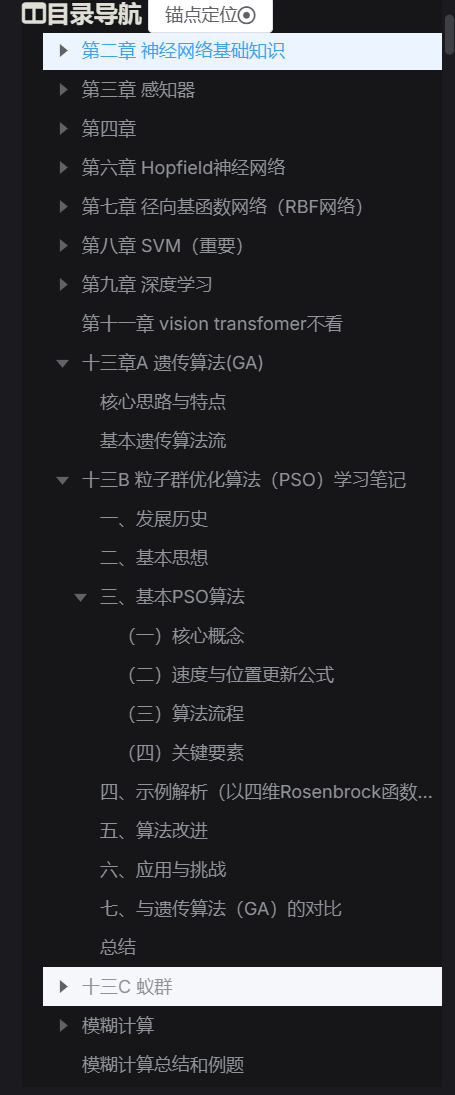 目录导航 锚点定位
第二章 神经网络基础知识
第三章 感知器
第四章
第六章 Hopfield神经网络
第七章 径向基函数网络（RBF网络）
第八章 SVM（重要）
第九章 深度学习
第十一章 vision transfomer不看
十三章A 遗传算法(GA)
核心思路与特点
基本遗传算法流
十三B 粒子群优化算法（PSO）学习笔记
一、发展历史
二、基本思想
三、基本PSO算法
（一）核心概念
（二）速度与位置更新公式
（三）算法流程
（四）关键要素
四、示例解析（以四维Rosenbrock函数...
五、算法改进
六、应用与挑战
七、与遗传算法（GA）的对比
总结
十三C 蚁群
模糊计算
模糊计算总结和例题